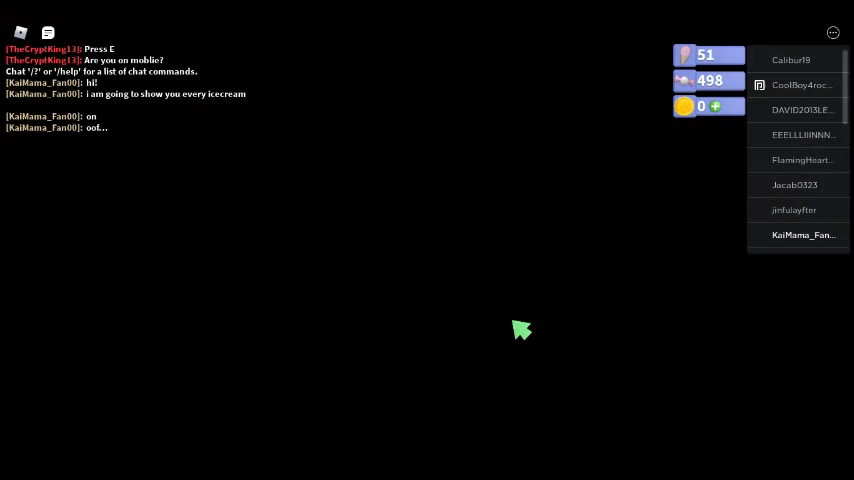 [TheCryptKing13]: Press E
[TheCryptKing13]: Are you on moblie?
Chat '/?' or '/help' for a list of chat commands.
[KaiMama_Fan00]: hi!
[KaiMama_Fan00]: i am going to show you every icecream
[KaiMama_Fan00]: on
[KaiMama_Fan00]: oof...
51
498
0
Calibur19
CoolBoy4roc...
DAVID2013LE...
EEELLLIIINNN...
FlamingHeart...
Jacab0323
jinfulayfter
KaiMama_Fan...